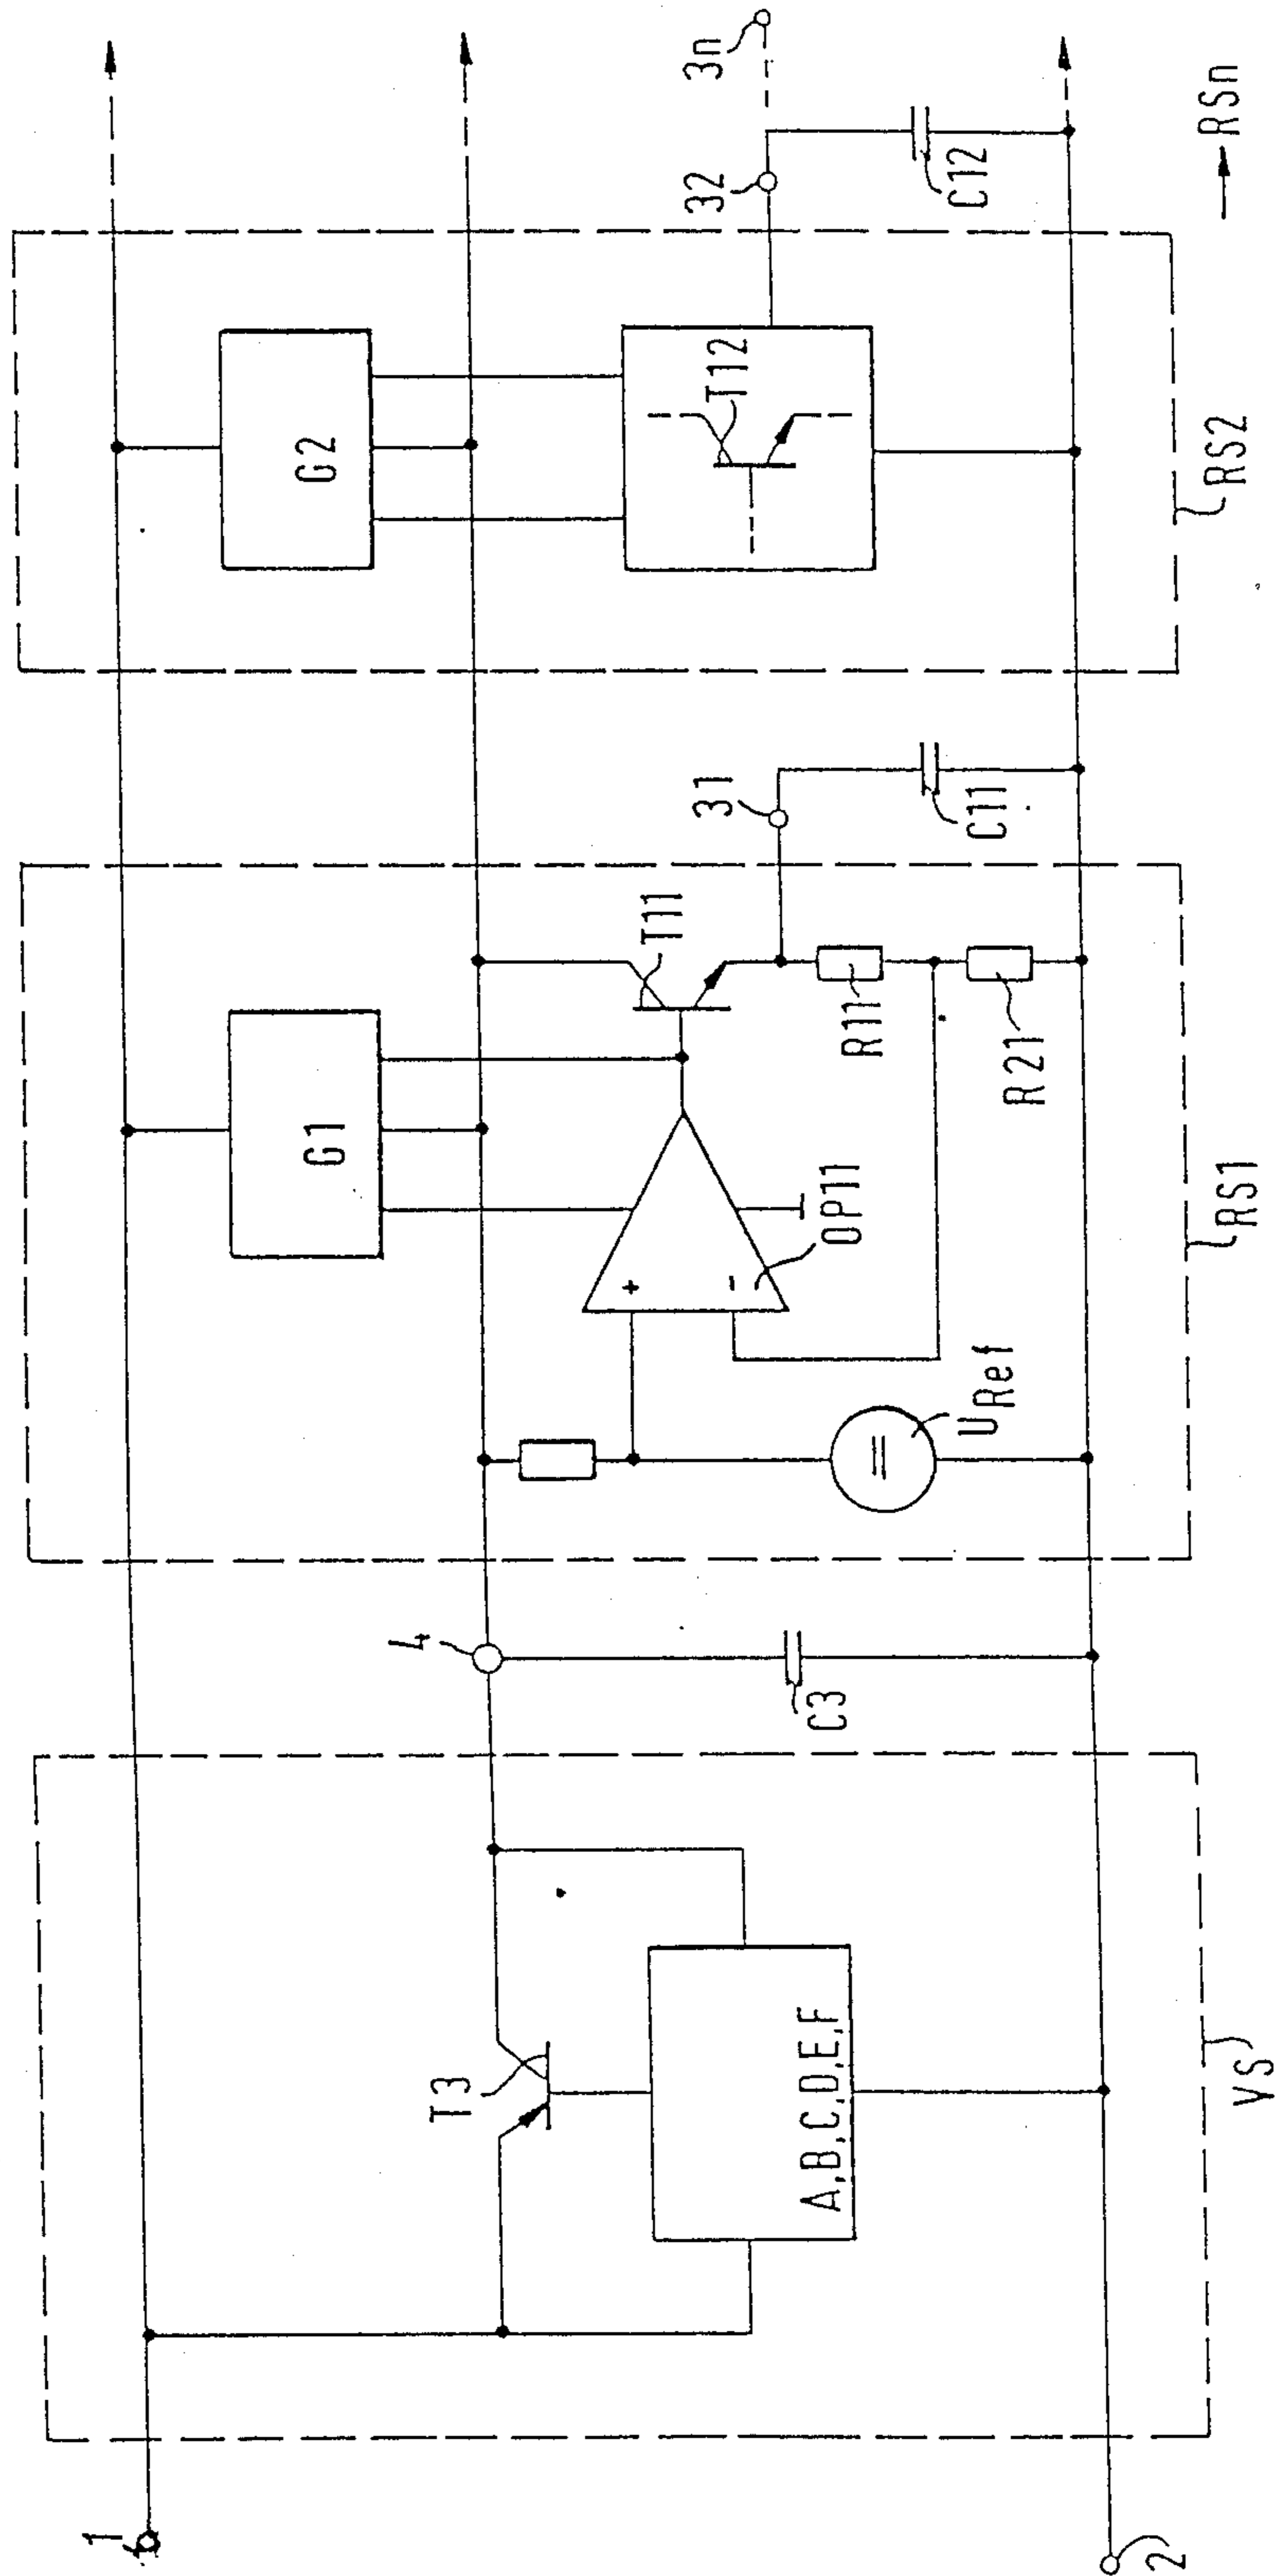 1
2
T3
A,B,C,D,E,F
VS
4
C3
G1
+
-
OP11
URef
T11
R11
R21
RS1
31
C11
G2
T12
RS2
32
3n
C12
RSn